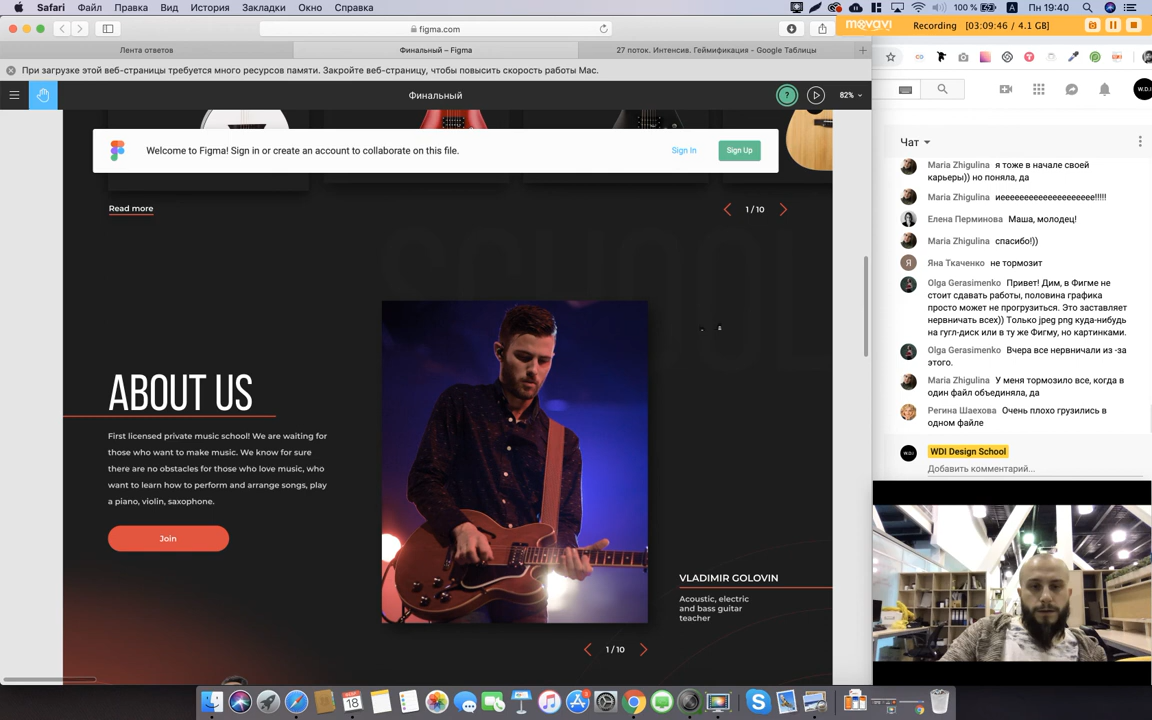 Safari Файл Правка Вид История Закладки Окно Справка
100 % Пн 19:40
movavi Recording [03:09:46 / 4.1 GB]
figma.com
Лента ответов
Финальный – Figma
27 поток. Интенсив. Геймификация - Google Таблицы
При загрузке этой веб-страницы требуется много ресурсов памяти. Закройте веб-страницу, чтобы повысить скорость работы Mac.
Финальный
?
82%
Welcome to Figma! Sign in or create an account to collaborate on this file.
Sign In
Sign Up
Read more
1 / 10
SCHOOL
ABOUT US
First licensed private music school! We are waiting for
those who want to make music. We know for sure
there are no obstacles for those who love music, who
want to learn how to perform and arrange songs, play
a piano, violin, saxophone.
Join
VLADIMIR GOLOVIN
Acoustic, electric
and bass guitar
teacher
1 / 10
W.D.I
Чат
Maria Zhigulina я тоже в начале своей
карьеры)) но поняла, да
Maria Zhigulina иеееееееееееееееееееее!!!!!
Елена Перминова Маша, молодец!
Maria Zhigulina спасибо!))
Я
Яна Ткаченко не тормозит
Olga Gerasimenko Привет! Дим, в Фигме не
стоит сдавать работы, половина графика
просто может не прогрузиться. Это заставляет
нервничать всех)) Только jpeg png куда-нибудь
на гугл-диск или в ту же Фигму, но картинками.
Olga Gerasimenko Вчера все нервничали из -за
этого.
Maria Zhigulina У меня тормозило все, когда в
один файл объединяла, да
Регина Шаехова Очень плохо грузились в
одном файле
W.D.I
WDI Design School
Добавить комментарий...
18